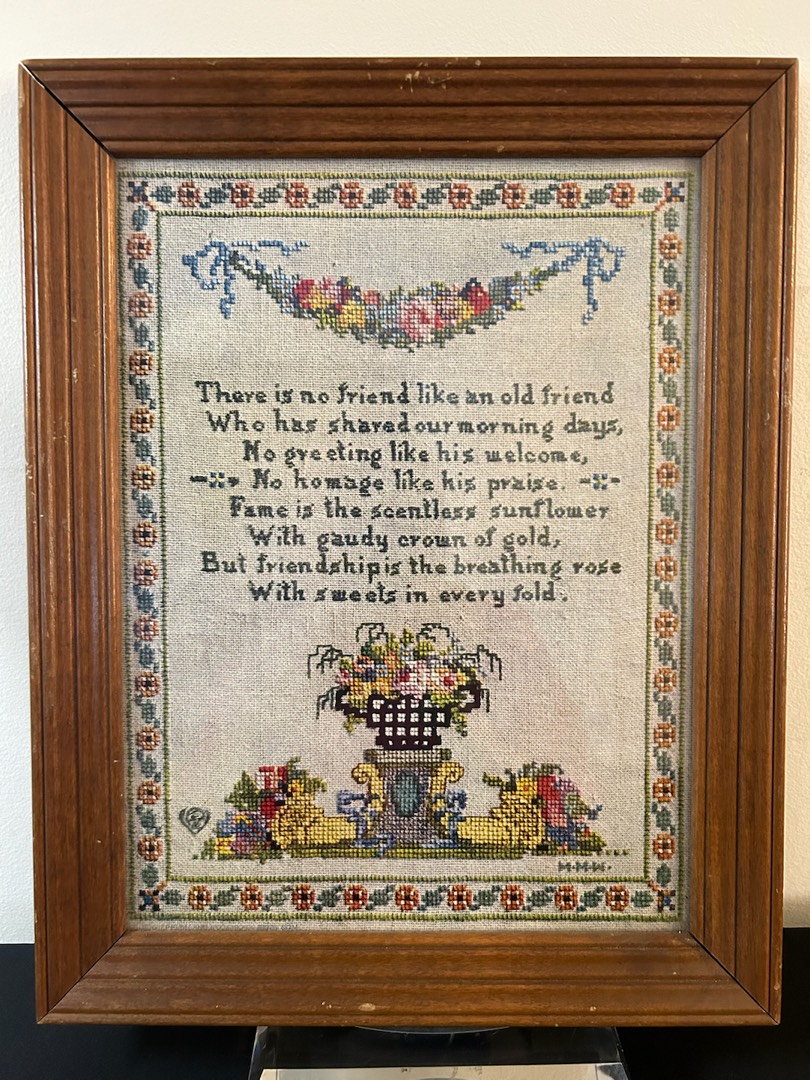 There is no friend like an old friend
Who has shared our morning days,
No greeting like his welcome,
No homage like his praise.
Fame is the scentless sunflower
With gaudy crown of gold,
But friendship is the breathing rose
With sweets in every fold.
H.M.W.